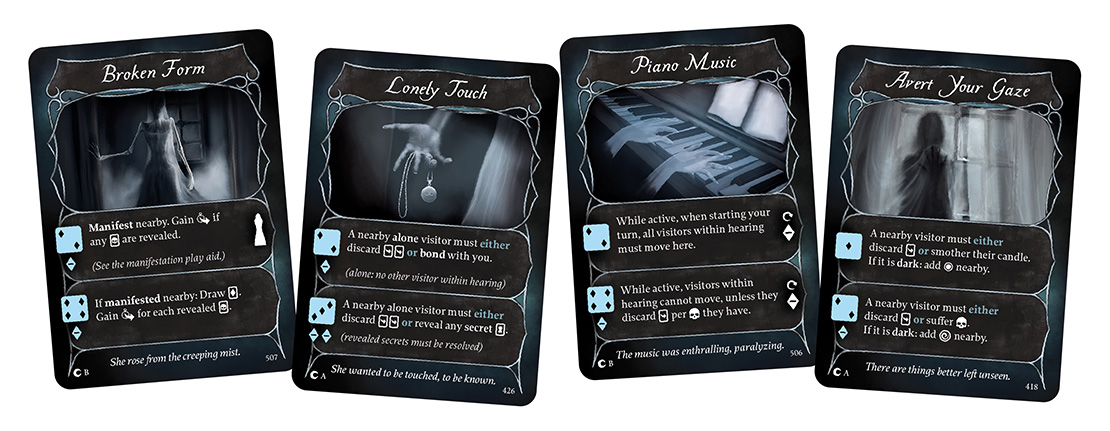 Broken Form
Manifest nearby. Gain if
any are revealed.
(See the manifestation play aid.)
If manifested nearby: Draw .
Gain for each revealed .
She rose from the creeping mist.
B
507
Lonely Touch
A nearby alone visitor must either
discard or bond with you.
(alone: no other visitor within hearing)
A nearby alone visitor must either
discard or reveal any secret .
(revealed secrets must be resolved)
She wanted to be touched, to be known.
A
426
Piano Music
While active, when starting your
turn, all visitors within hearing
must move here.
While active, visitors within
hearing cannot move, unless they
discard per they have.
The music was enthralling, paralyzing.
B
506
Avert Your Gaze
A nearby visitor must either
discard or smother their candle.
If it is dark: add nearby.
A nearby visitor must either
discard or suffer .
If it is dark: add nearby.
There are things better left unseen.
A
418